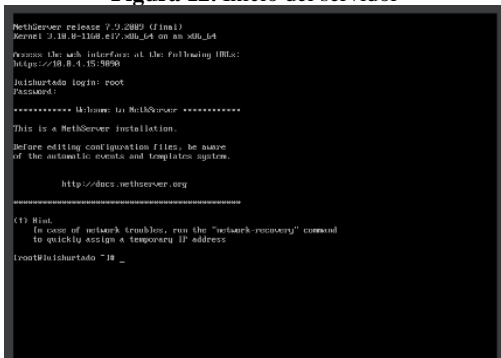 Figura 12. Inicio del servidor
NethServer release 7.9.2009 (Final)
Kernel 3.10.0-1160.el7.x86_64 on an x86_64
Access the web interface at the following URLs:
https://10.0.4.15:9090
luishurtado login: root
Password:
************ Welcome to NethServer ************
This is a NethServer installation.
Before editing configuration files, be aware
of the automatic events and templates system.
http://docs.nethserver.org
***********************************************
(!) Hint
In case of network troubles, run the "network-recovery" command
to quickly assign a temporary IP address
[root@luishurtado ~]# _